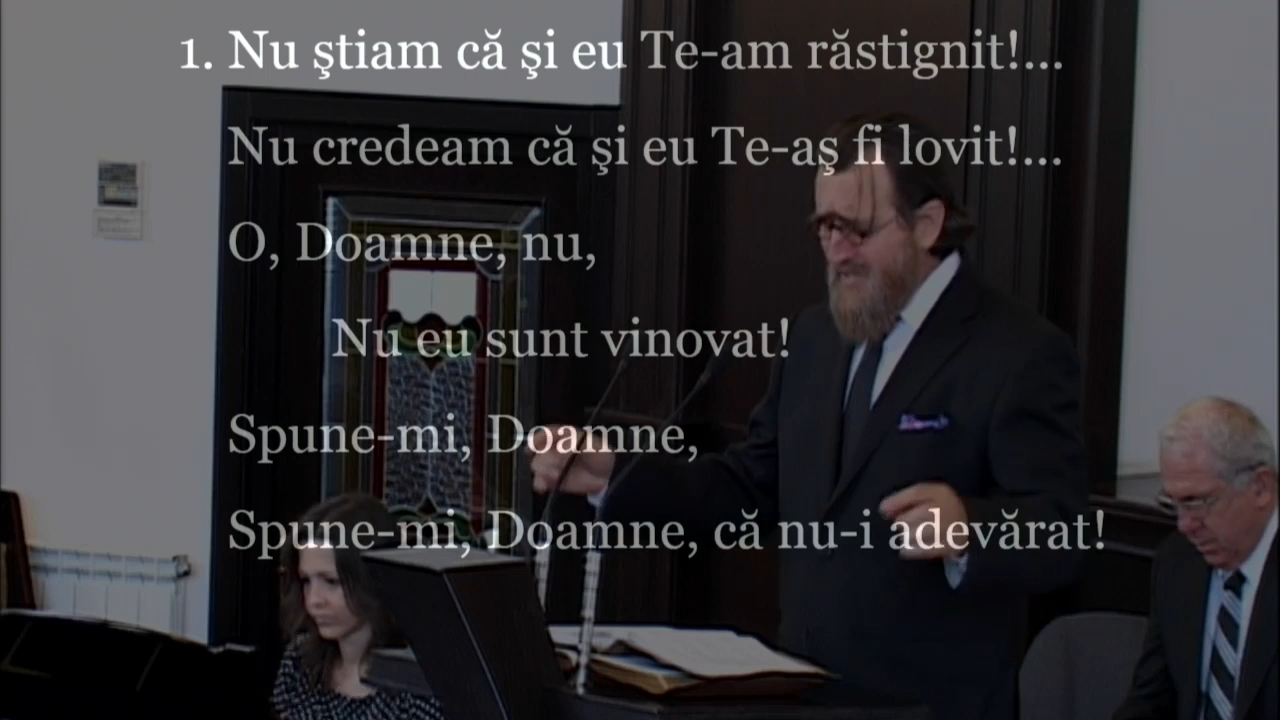 1. Nu ştiam că şi eu Te-am răstignit!...
Nu credeam că şi eu Te-aş fi lovit!...
O, Doamne, nu,
Nu eu sunt vinovat!
Spune-mi, Doamne,
Spune-mi, Doamne, că nu-i adevărat!